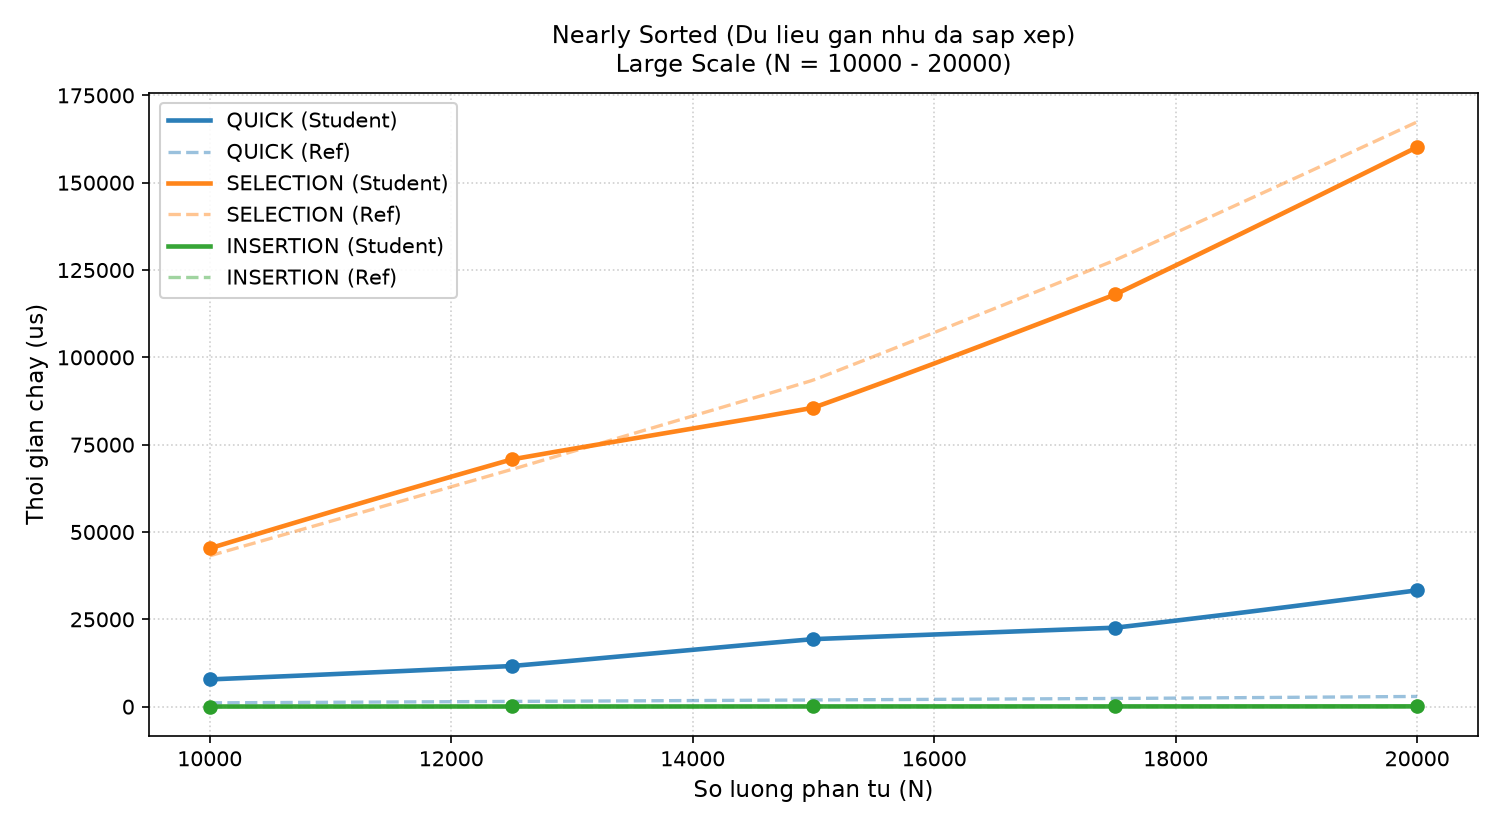 Nearly Sorted (Du lieu gan nhu da sap xep)
Large Scale (N = 10000 - 20000)
QUICK (Student)
QUICK (Ref)
SELECTION (Student)
SELECTION (Ref)
INSERTION (Student)
INSERTION (Ref)
Thoi gian chay (us)
175000
150000
125000
100000
75000
50000
25000
0
10000 12000 14000 16000 18000 20000
So luong phan tu (N)